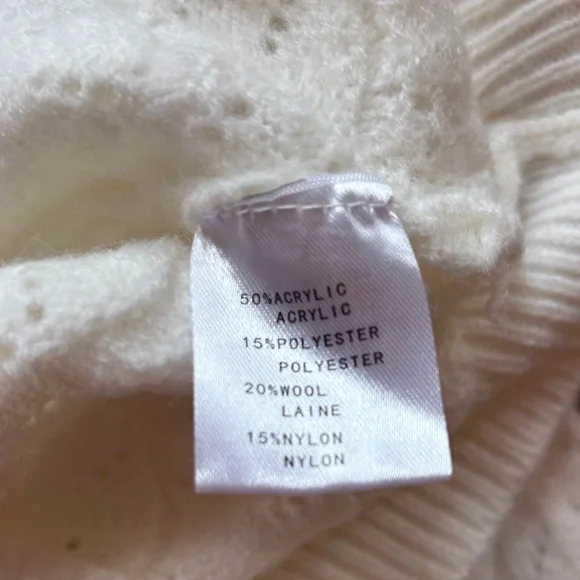 50%ACRYLIC
ACRYLIC
15%POLYESTER
POLYESTER
20%WOOL
LAINE
15%NYLON
NYLON